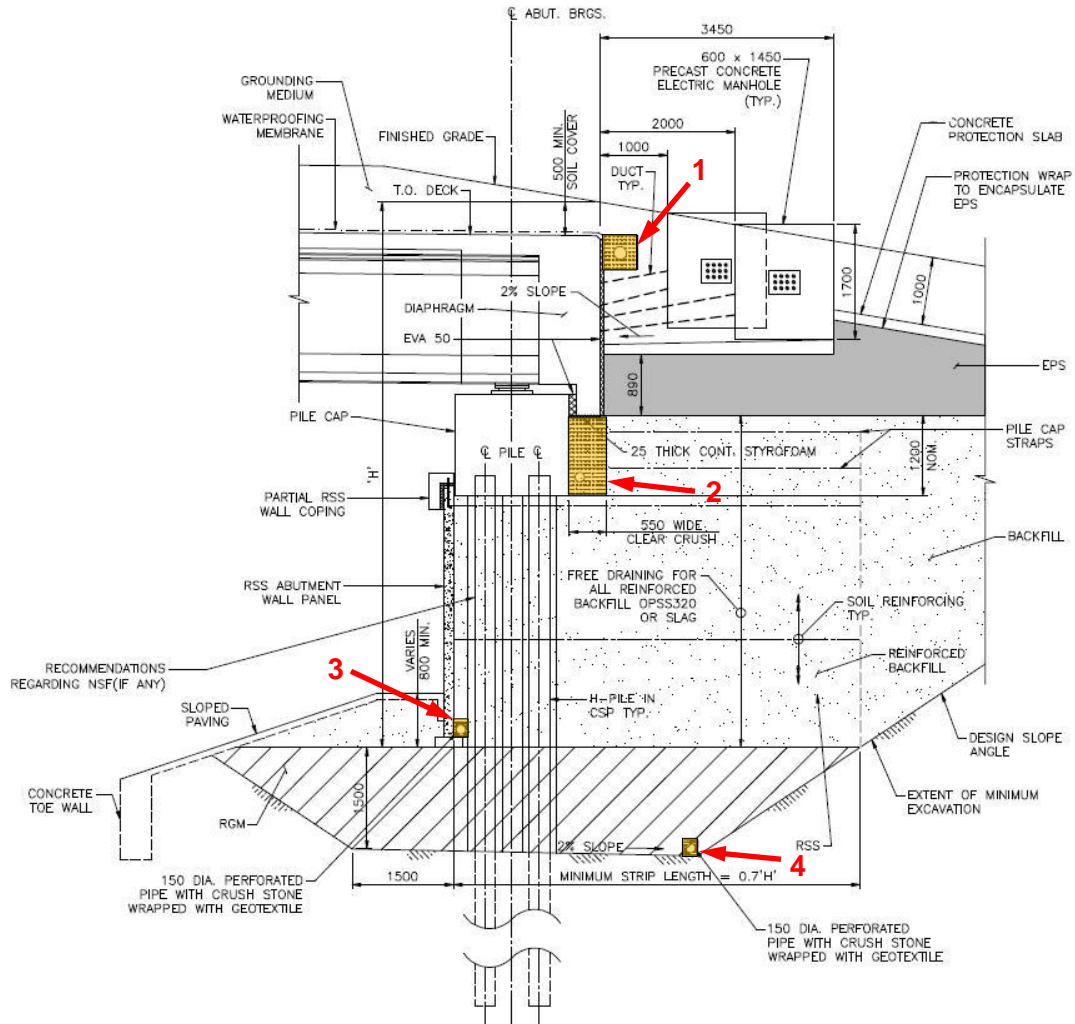 ℄ ABUT. BRGS.
3450
600 x 1450
PRECAST CONCRETE
ELECTRIC MANHOLE
(TYP.)
GROUNDING
MEDIUM
WATERPROOFING
MEMBRANE
FINISHED GRADE
500 MIN.
SOIL COVER
2000
1000
CONCRETE
PROTECTION SLAB
DUCT
TYP.
1
PROTECTION WRAP
TO ENCAPSULATE
EPS
T.O. DECK
2% SLOPE
1700
1000
DIAPHRAGM
EVA 50
890
EPS
PILE CAP
℄ PILE ℄
25 THICK CONT. STYROFOAM
1200
NOM.
PILE CAP
STRAPS
'H'
2
PARTIAL RSS
WALL COPING
550 WIDE
CLEAR CRUSH
BACKFILL
RSS ABUTMENT
WALL PANEL
FREE DRAINING FOR
ALL REINFORCED
BACKFILL OPSS320
OR SLAG
SOIL REINFORCING
TYP.
VARIES
800 MIN.
REINFORCED
BACKFILL
RECOMMENDATIONS
REGARDING NSF(IF ANY)
3
SLOPED
PAVING
H-PILE IN
CSP TYP.
DESIGN SLOPE
ANGLE
CONCRETE
TOE WALL
RGM
1500
EXTENT OF MINIMUM
EXCAVATION
2% SLOPE
RSS
4
1500
MINIMUM STRIP LENGTH = 0.7'H'
150 DIA. PERFORATED
PIPE WITH CRUSH STONE
WRAPPED WITH GEOTEXTILE
150 DIA. PERFORATED
PIPE WITH CRUSH STONE
WRAPPED WITH GEOTEXTILE